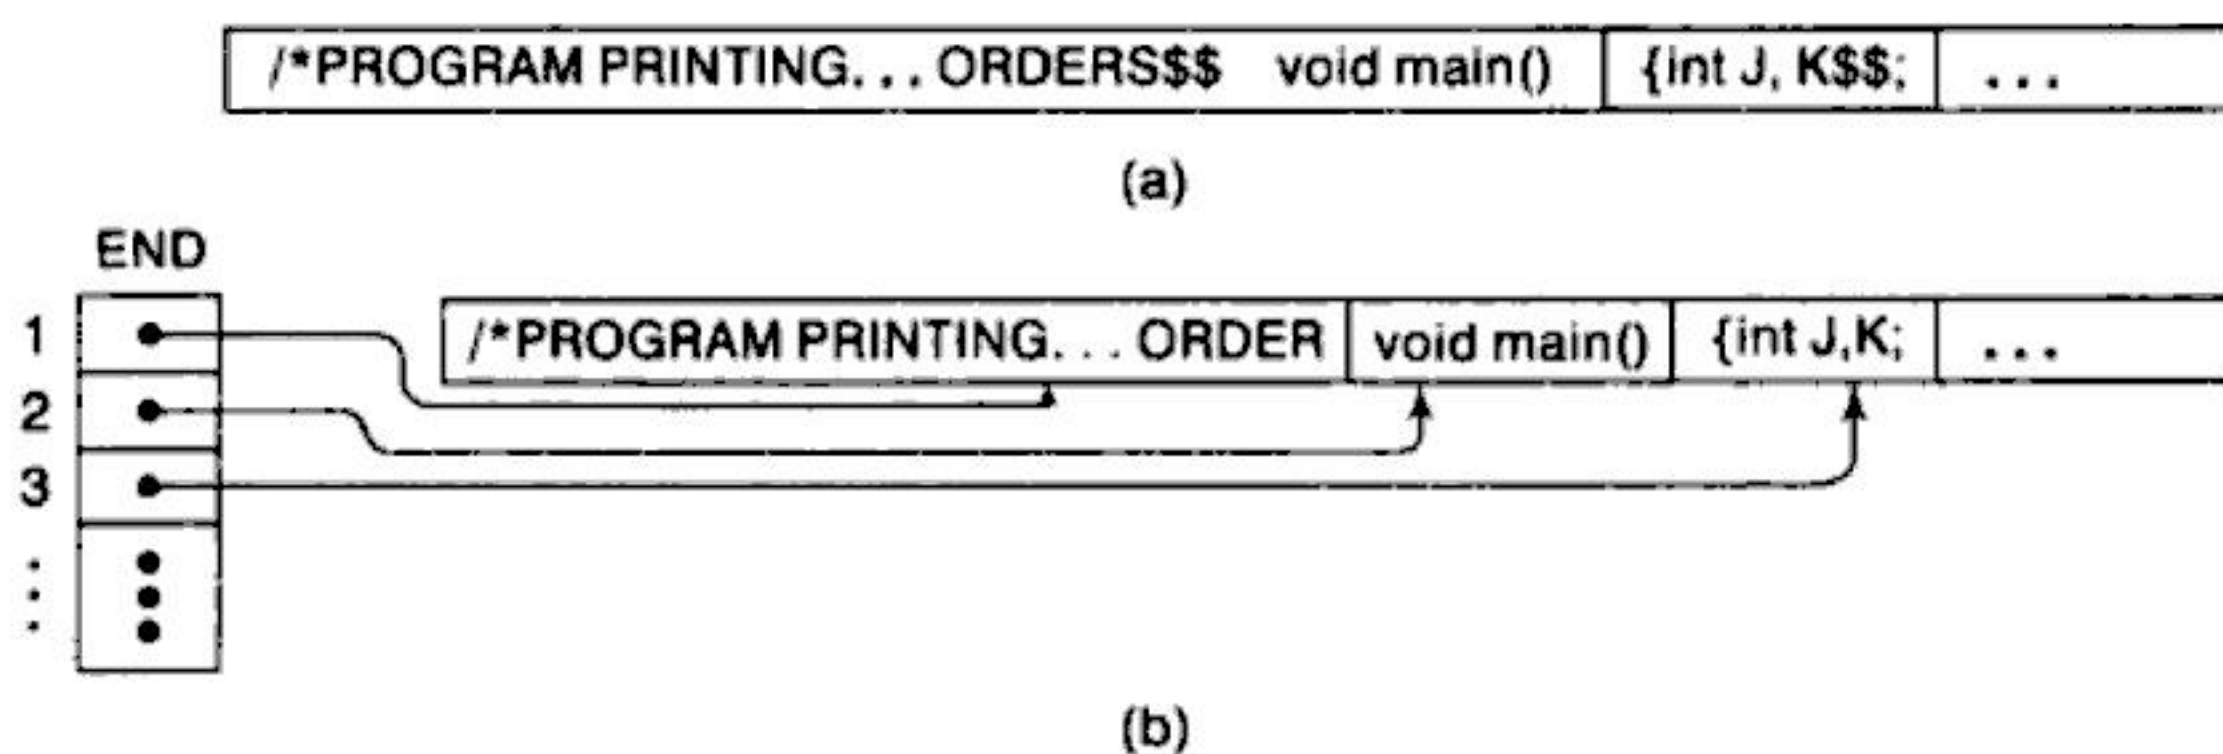 /*PROGRAM PRINTING. . . ORDERS$$ void main() {int J, K$$; . . .
(a)
END
1 /*PROGRAM PRINTING. . . ORDER void main() {int J,K; . . .
2
3
(b)